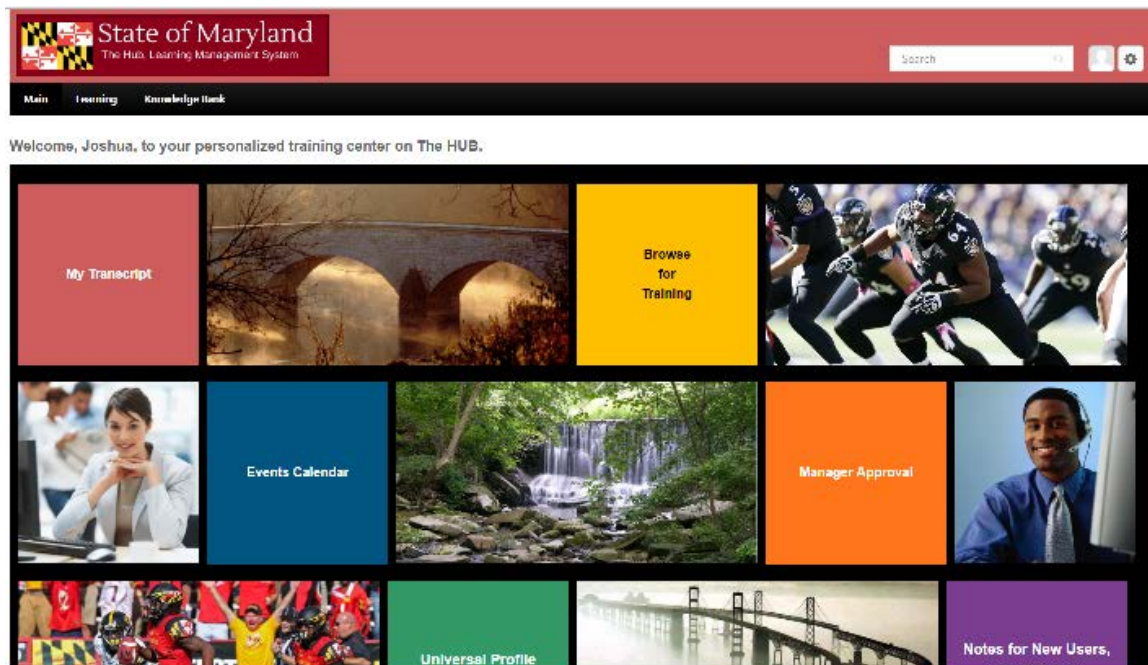 State of Maryland
The Hub, Learning Management System
Search
Main Learning Knowledge Bank
Welcome, Joshua, to your personalized training center on The HUB.
My Transcript
Browse
for
Training
64
Events Calendar
Manager Approval
Universal Profile
Notes for New Users,